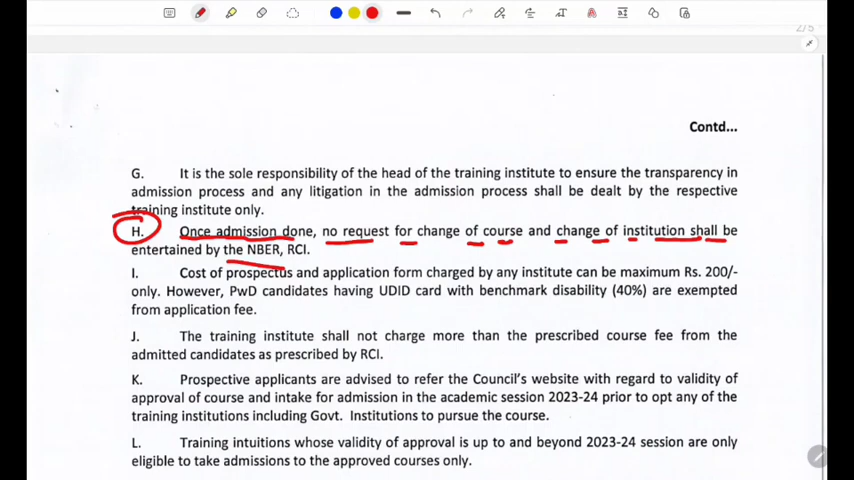 2/5
Contd...
G. It is the sole responsibility of the head of the training institute to ensure the transparency in
admission process and any litigation in the admission process shall be dealt by the respective
training institute only.
H. Once admission done, no request for change of course and change of institution shall be
entertained by the NBER, RCI.
I. Cost of prospectus and application form charged by any institute can be maximum Rs. 200/-
only. However, PwD candidates having UDID card with benchmark disability (40%) are exempted
from application fee.
J. The training institute shall not charge more than the prescribed course fee from the
admitted candidates as prescribed by RCI.
K. Prospective applicants are advised to refer the Council's website with regard to validity of
approval of course and intake for admission in the academic session 2023-24 prior to opt any of the
training institutions including Govt. Institutions to pursue the course.
L. Training intuitions whose validity of approval is up to and beyond 2023-24 session are only
eligible to take admissions to the approved courses only.